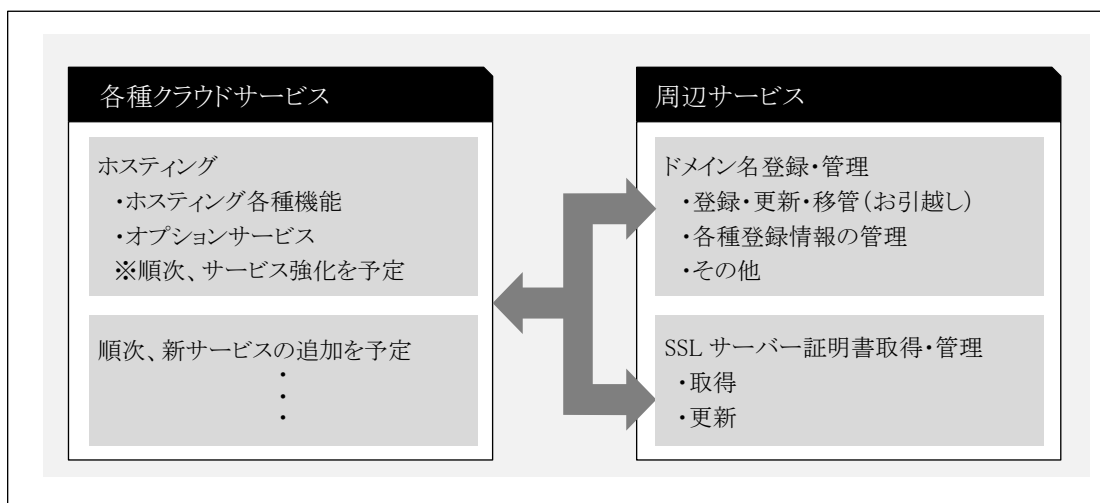 各種クラウドサービス
ホスティング
・ホスティング各種機能
・オプションサービス
※順次、サービス強化を予定
順次、新サービスの追加を予定
・
・
・
周辺サービス
ドメイン名登録・管理
・登録・更新・移管(お引越し)
・各種登録情報の管理
・その他
SSL サーバー証明書取得・管理
・取得
・更新